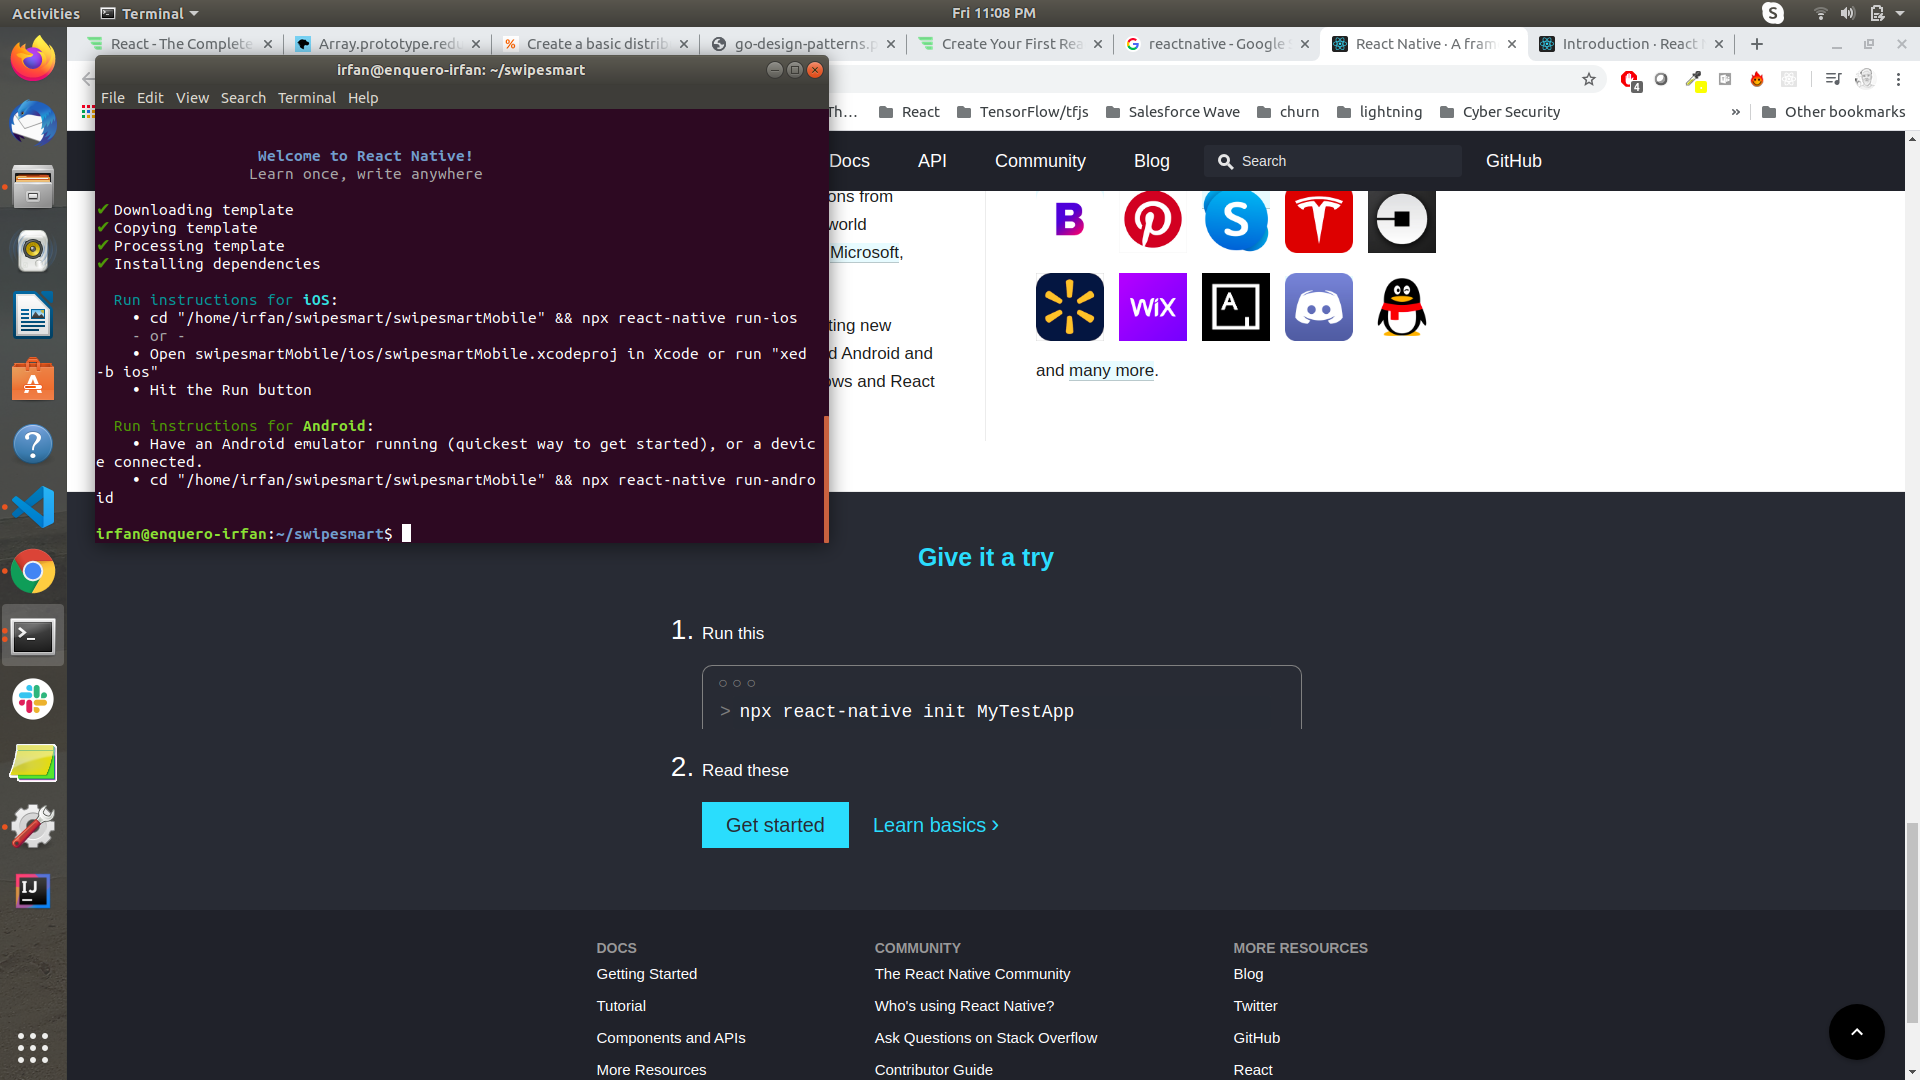 Activities
Terminal
Fri 11:08 PM
React - The Complete
Array.prototype.redu
Create a basic distrib
go-design-patterns.p
Create Your First Rea
reactnative - Google
React Native · A fram
Introduction · React
irfan@enquero-irfan: ~/swipesmart
4
File Edit View Search Terminal Help
Th…
React
TensorFlow/tfjs
Salesforce Wave
churn
lightning
Cyber Security
»
Other bookmarks
Docs
API
Community
Blog
Search
GitHub
Welcome to React Native!
Learn once, write anywhere
✔ Downloading template
✔ Copying template
✔ Processing template
✔ Installing dependencies
Run instructions for iOS:
• cd "/home/irfan/swipesmart/swipesmartMobile" && npx react-native run-ios
- or -
• Open swipesmartMobile/ios/swipesmartMobile.xcodeproj in Xcode or run "xed
-b ios"
• Hit the Run button
Run instructions for Android:
• Have an Android emulator running (quickest way to get started), or a devic
e connected.
• cd "/home/irfan/swipesmart/swipesmartMobile" && npx react-native run-andro
id
irfan@enquero-irfan:~/swipesmart$
ons from
world
Microsoft,
ting new
d Android and
ows and React
B
S
T
WiX
A
and many more.
Give it a try
1. Run this
> npx react-native init MyTestApp
2. Read these
Get started
Learn basics ›
IJ
DOCS
Getting Started
Tutorial
Components and APIs
More Resources
COMMUNITY
The React Native Community
Who's using React Native?
Ask Questions on Stack Overflow
Contributor Guide
MORE RESOURCES
Blog
Twitter
GitHub
React